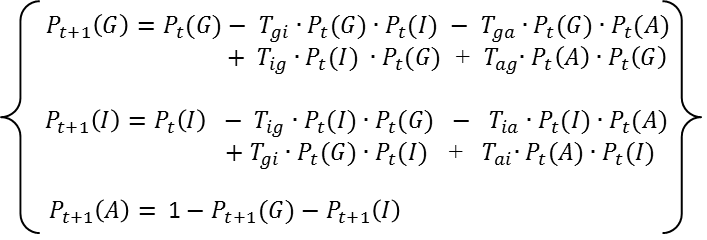 P_{t+1}(G) = P_t(G) − T_{gi} · P_t(G) · P_t(I) − T_{ga} · P_t(G) · P_t(A)
+ T_{ig} · P_t(I) · P_t(G) + T_{ag} · P_t(A) · P_t(G)
P_{t+1}(I) = P_t(I) − T_{ig} · P_t(I) · P_t(G) − T_{ia} · P_t(I) · P_t(A)
+ T_{gi} · P_t(G) · P_t(I) + T_{ai} · P_t(A) · P_t(I)
P_{t+1}(A) = 1 − P_{t+1}(G) − P_{t+1}(I)